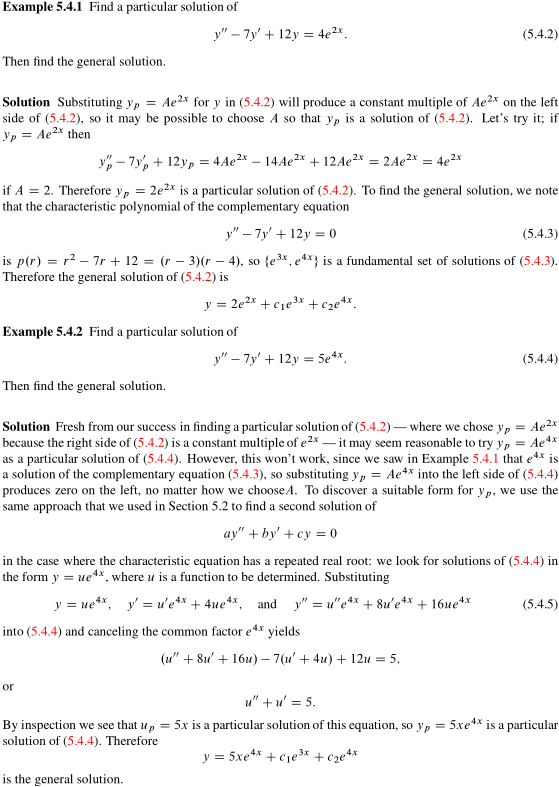 Example 5.4.1 Find a particular solution of
y′′ − 7y′ + 12y = 4e^{2x}. (5.4.2)
Then find the general solution.
Solution Substituting y_p = Ae^{2x} for y in (5.4.2) will produce a constant multiple of Ae^{2x} on the left
side of (5.4.2), so it may be possible to choose A so that y_p is a solution of (5.4.2). Let's try it; if
y_p = Ae^{2x} then
y_p′′ − 7y_p′ + 12y_p = 4Ae^{2x} − 14Ae^{2x} + 12Ae^{2x} = 2Ae^{2x} = 4e^{2x}
if A = 2. Therefore y_p = 2e^{2x} is a particular solution of (5.4.2). To find the general solution, we note
that the characteristic polynomial of the complementary equation
y′′ − 7y′ + 12y = 0 (5.4.3)
is p(r) = r^2 − 7r + 12 = (r − 3)(r − 4), so {e^{3x}, e^{4x}} is a fundamental set of solutions of (5.4.3).
Therefore the general solution of (5.4.2) is
y = 2e^{2x} + c_1e^{3x} + c_2e^{4x}.
Example 5.4.2 Find a particular solution of
y′′ − 7y′ + 12y = 5e^{4x}. (5.4.4)
Then find the general solution.
Solution Fresh from our success in finding a particular solution of (5.4.2) — where we chose y_p = Ae^{2x}
because the right side of (5.4.2) is a constant multiple of e^{2x} — it may seem reasonable to try y_p = Ae^{4x}
as a particular solution of (5.4.4). However, this won't work, since we saw in Example 5.4.1 that e^{4x} is
a solution of the complementary equation (5.4.3), so substituting y_p = Ae^{4x} into the left side of (5.4.4)
produces zero on the left, no matter how we chooseA. To discover a suitable form for y_p, we use the
same approach that we used in Section 5.2 to find a second solution of
ay′′ + by′ + cy = 0
in the case where the characteristic equation has a repeated real root: we look for solutions of (5.4.4) in
the form y = ue^{4x}, where u is a function to be determined. Substituting
y = ue^{4x}, y′ = u′e^{4x} + 4ue^{4x}, and y′′ = u′′e^{4x} + 8u′e^{4x} + 16ue^{4x} (5.4.5)
into (5.4.4) and canceling the common factor e^{4x} yields
(u′′ + 8u′ + 16u) − 7(u′ + 4u) + 12u = 5,
or
u′′ + u′ = 5.
By inspection we see that u_p = 5x is a particular solution of this equation, so y_p = 5xe^{4x} is a particular
solution of (5.4.4). Therefore
y = 5xe^{4x} + c_1e^{3x} + c_2e^{4x}
is the general solution.